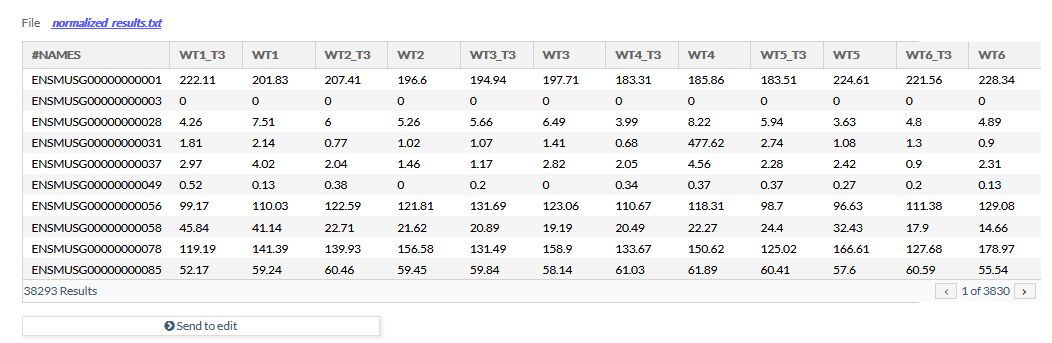 File normalized_results.txt
#NAMES WT1_T3 WT1 WT2_T3 WT2 WT3_T3 WT3 WT4_T3 WT4 WT5_T3 WT5 WT6_T3 WT6
ENSMUSG00000000001 222.11 201.83 207.41 196.6 194.94 197.71 183.31 185.86 183.51 224.61 221.56 228.34
ENSMUSG00000000003 0 0 0 0 0 0 0 0 0 0 0 0
ENSMUSG00000000028 4.26 7.51 6 5.26 5.66 6.49 3.99 8.22 5.94 3.63 4.8 4.89
ENSMUSG00000000031 1.81 2.14 0.77 1.02 1.07 1.41 0.68 477.62 2.74 1.08 1.3 0.9
ENSMUSG00000000037 2.97 4.02 2.04 1.46 1.17 2.82 2.05 4.56 2.28 2.42 0.9 2.31
ENSMUSG00000000049 0.52 0.13 0.38 0 0.2 0 0.34 0.37 0.37 0.27 0.2 0.13
ENSMUSG00000000056 99.17 110.03 122.59 121.81 131.69 123.06 110.67 118.31 98.7 96.63 111.38 129.08
ENSMUSG00000000058 45.84 41.14 22.71 21.62 20.89 19.19 20.49 22.27 24.4 32.43 17.9 14.66
ENSMUSG00000000078 119.19 141.39 139.93 156.58 131.49 158.9 133.67 150.62 125.02 166.61 127.68 178.97
ENSMUSG00000000085 52.17 59.24 60.46 59.45 59.84 58.14 61.03 61.89 60.41 57.6 60.59 55.54
38293 Results ‹ 1 of 3830 ›
Send to edit